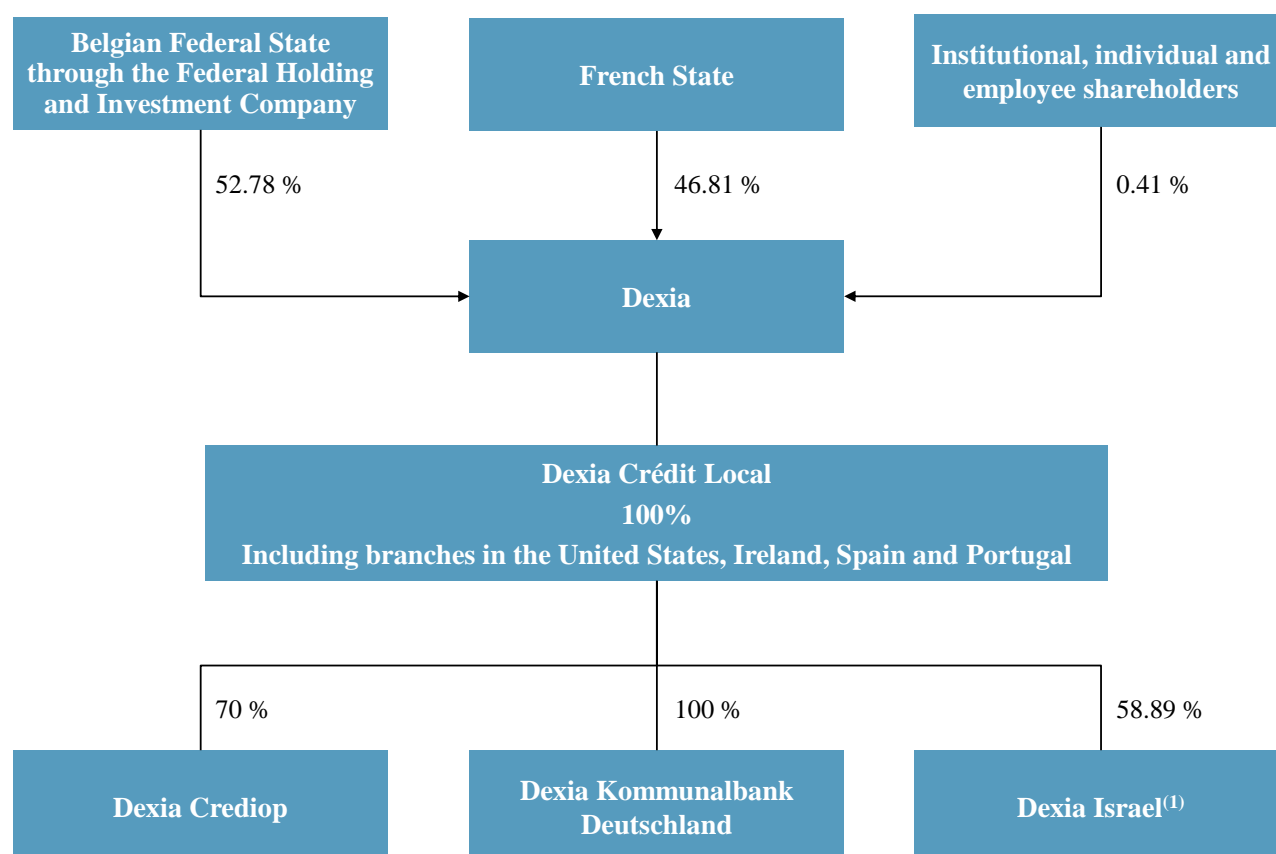 Belgian Federal State
through the Federal Holding
and Investment Company
French State
Institutional, individual and
employee shareholders
52.78 %
46.81 %
0.41 %
Dexia
Dexia Crédit Local
100%
Including branches in the United States, Ireland, Spain and Portugal
70 %
100 %
58.89 %
Dexia Crediop
Dexia Kommunalbank
Deutschland
Dexia Israel(1)